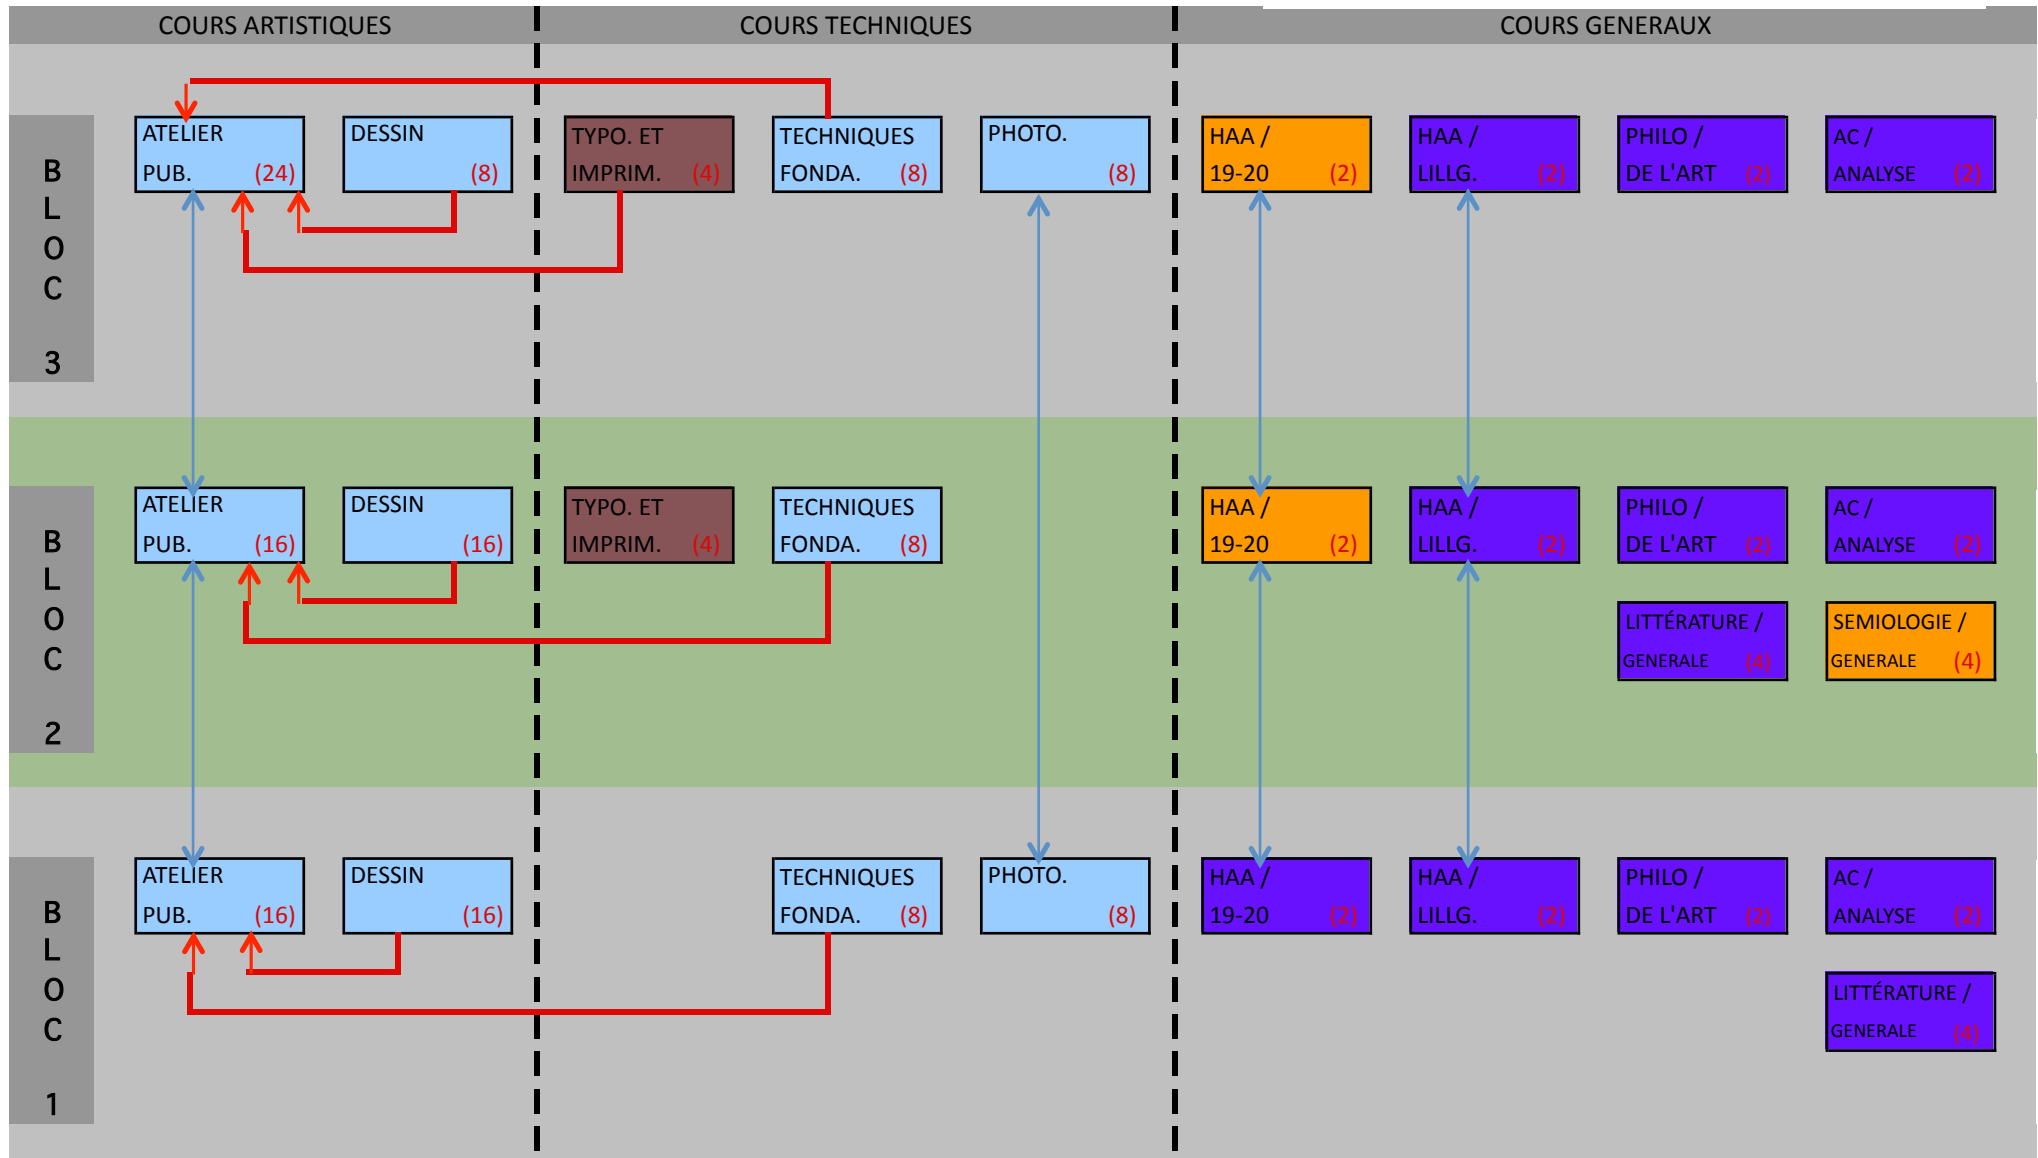 COURS ARTISTIQUES COURS TECHNIQUES COURS GENERAUX
BLOC 3
ATELIER
PUB. (24)
DESSIN
(8)
TYPO. ET
IMPRIM. (4)
TECHNIQUES
FONDA. (8)
PHOTO.
(8)
HAA /
19-20 (2)
HAA /
LILLG. (2)
PHILO /
DE L'ART (2)
AC /
ANALYSE (2)
BLOC 2
ATELIER
PUB. (16)
DESSIN
(16)
TYPO. ET
IMPRIM. (4)
TECHNIQUES
FONDA. (8)
HAA /
19-20 (2)
HAA /
LILLG. (2)
PHILO /
DE L'ART (2)
AC /
ANALYSE (2)
LITTÉRATURE /
GENERALE (4)
SEMIOLOGIE /
GENERALE (4)
BLOC 1
ATELIER
PUB. (16)
DESSIN
(16)
TECHNIQUES
FONDA. (8)
PHOTO.
(8)
HAA /
19-20 (2)
HAA /
LILLG. (2)
PHILO /
DE L'ART (2)
AC /
ANALYSE (2)
LITTÉRATURE /
GENERALE (4)